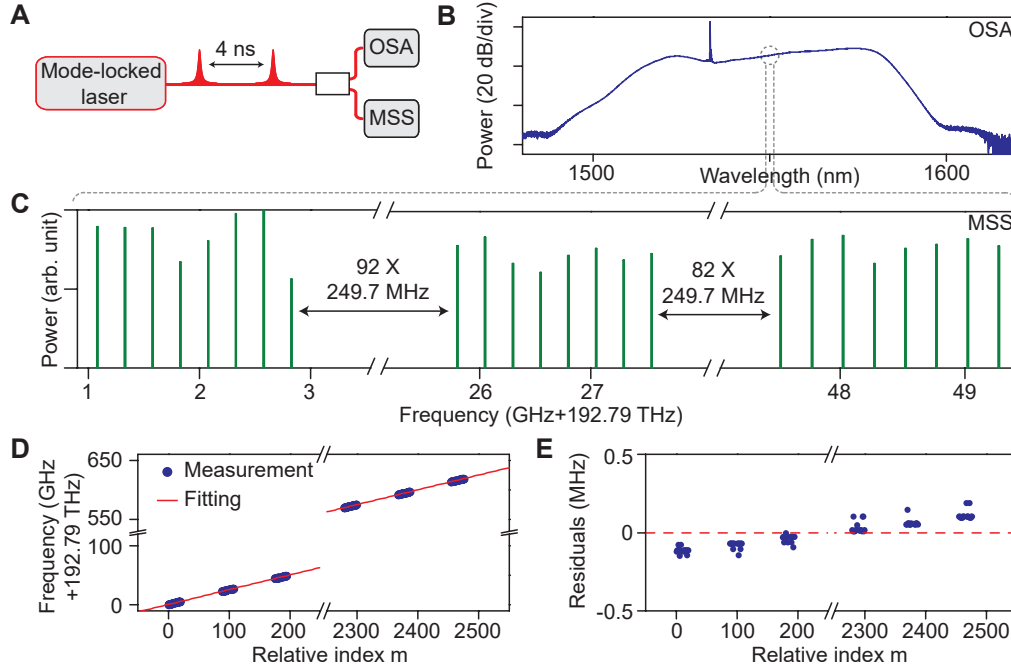 A
Mode-locked
laser
4 ns
OSA
MSS
B
OSA
Power (20 dB/div)
1500
1600
Wavelength (nm)
C
MSS
Power (arb. unit)
92 X
249.7 MHz
82 X
249.7 MHz
1
2
3
26
27
48
49
Frequency (GHz+192.79 THz)
D
Frequency (GHz
+192.79 THz)
650
550
100
0
Measurement
Fitting
0
100
200
2300
2400
2500
Relative index m
E
Residuals (MHz)
0.5
0
-0.5
0
100
200
2300
2400
2500
Relative index m